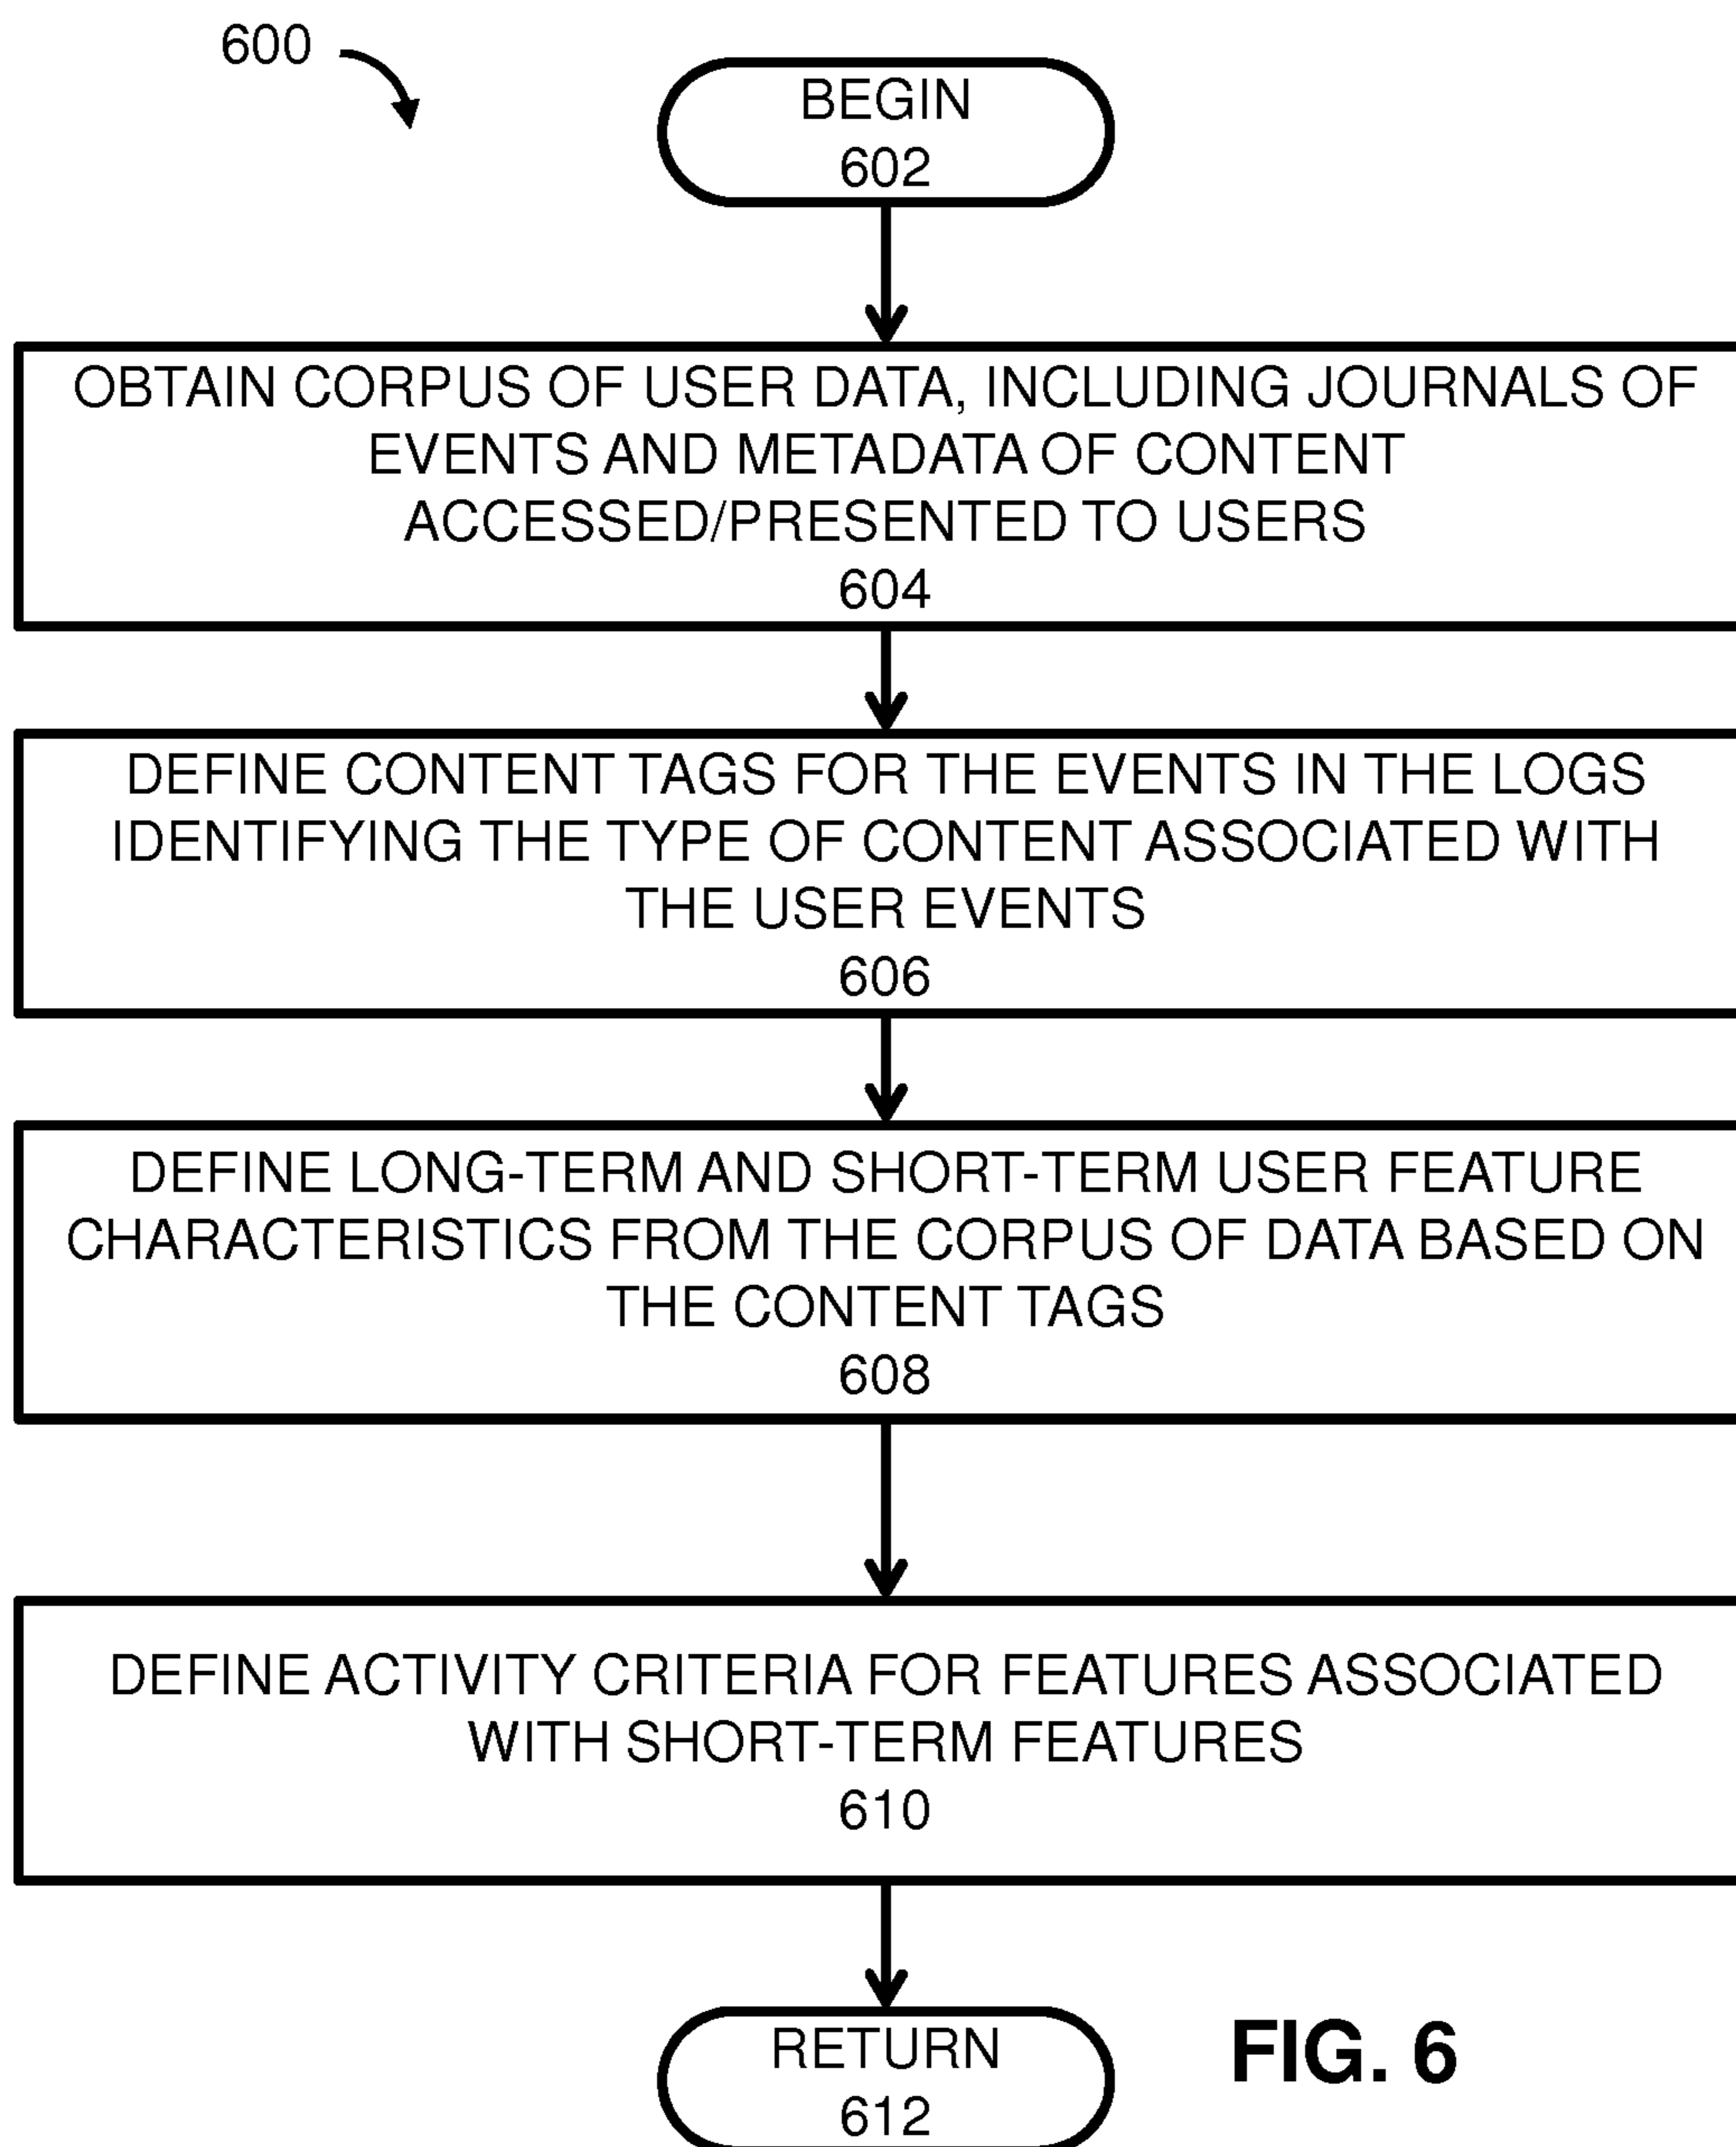 600
BEGIN
602
OBTAIN CORPUS OF USER DATA, INCLUDING JOURNALS OF
EVENTS AND METADATA OF CONTENT
ACCESSED/PRESENTED TO USERS
604
DEFINE CONTENT TAGS FOR THE EVENTS IN THE LOGS
IDENTIFYING THE TYPE OF CONTENT ASSOCIATED WITH
THE USER EVENTS
606
DEFINE LONG-TERM AND SHORT-TERM USER FEATURE
CHARACTERISTICS FROM THE CORPUS OF DATA BASED ON
THE CONTENT TAGS
608
DEFINE ACTIVITY CRITERIA FOR FEATURES ASSOCIATED
WITH SHORT-TERM FEATURES
610
RETURN
612
FIG. 6